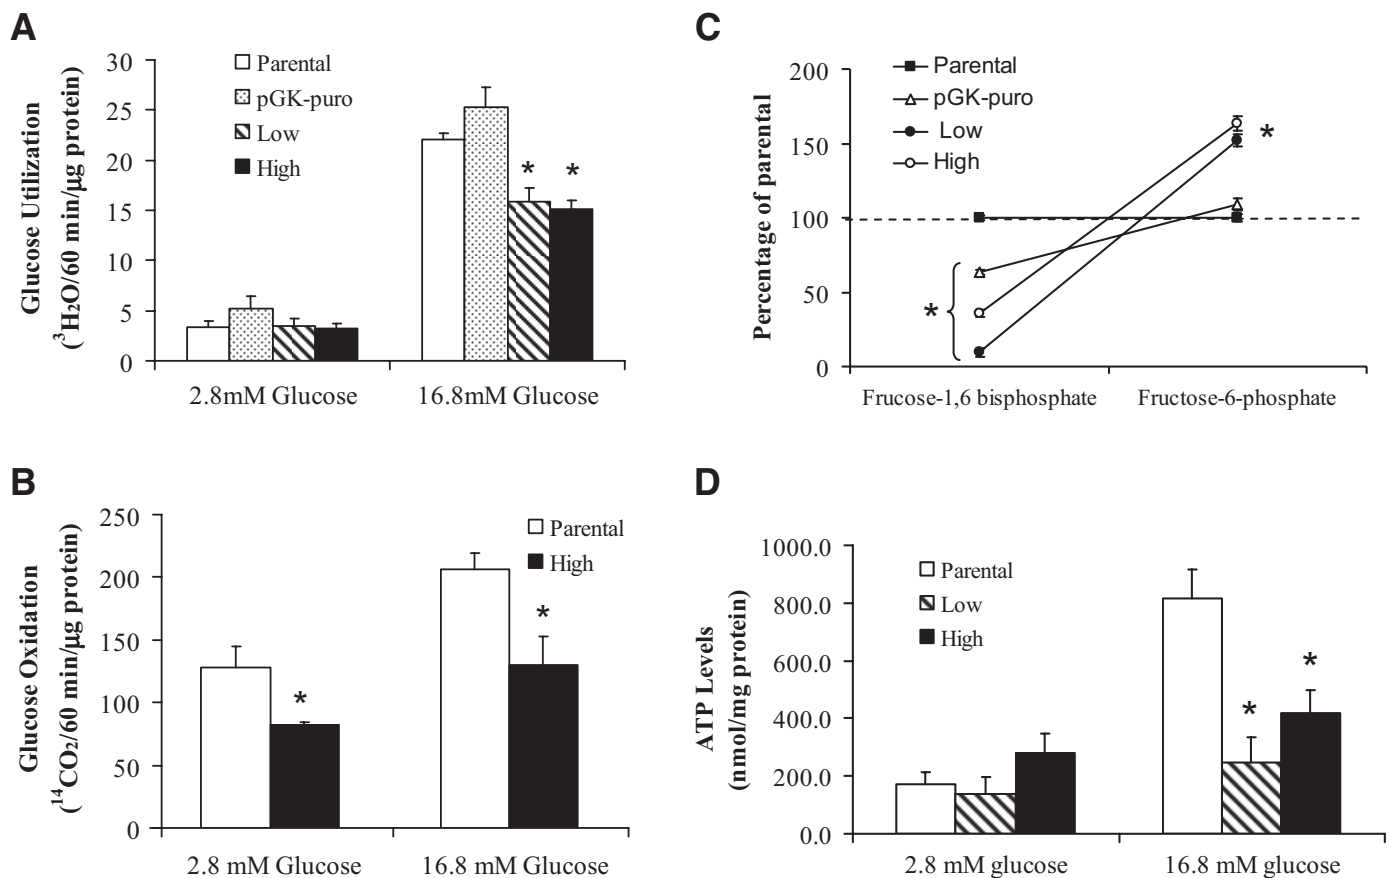 A
Glucose Utilization
(³H₂O/60 min/µg protein)
30
25
20
15
10
5
0
Parental
pGK-puro
Low
High
* *
2.8mM Glucose
16.8mM Glucose
C
Percentage of parental
200
150
100
50
0
Parental
pGK-puro
Low
High
*
*
Frucose-1,6 bisphosphate
Fructose-6-phosphate
B
Glucose Oxidation
(¹⁴CO₂/60 min/µg protein)
250
200
150
100
50
0
Parental
High
*
*
2.8 mM Glucose
16.8 mM Glucose
D
ATP Levels
(nmol/mg protein)
1000.0
800.0
600.0
400.0
200.0
0.0
Parental
Low
High
*
*
2.8 mM glucose
16.8 mM glucose